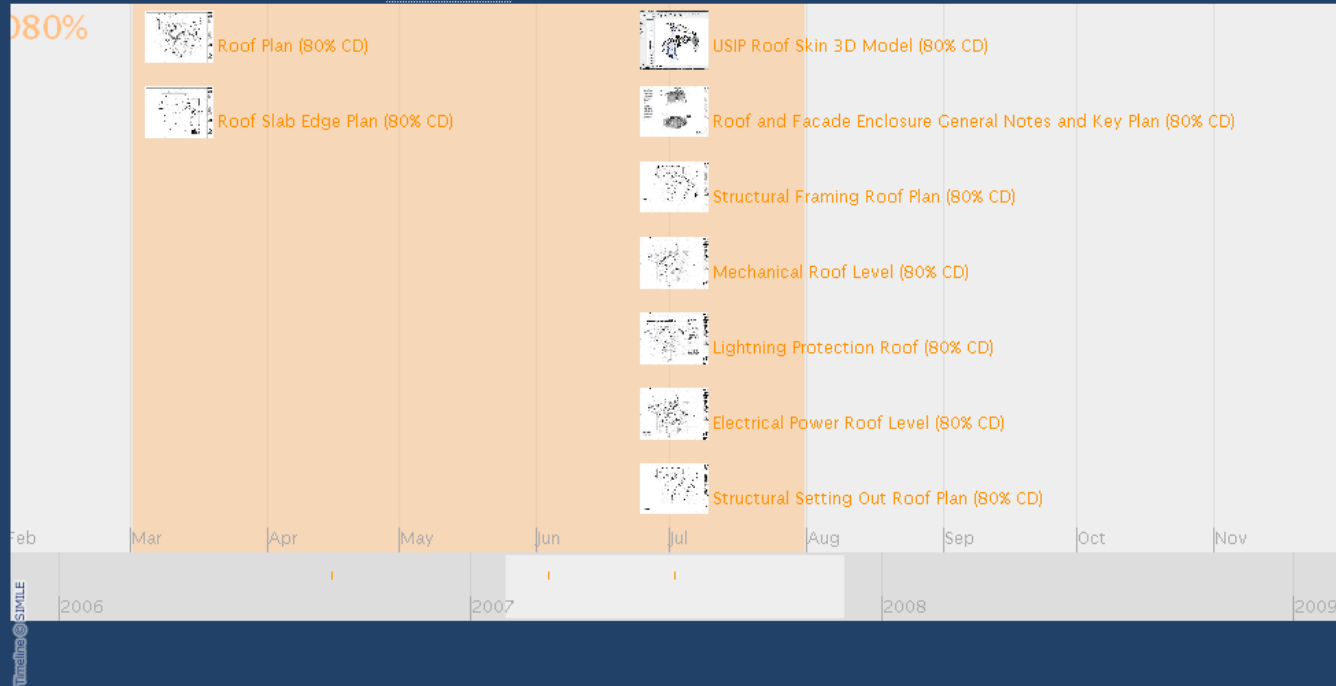 080%
Roof Plan (80% CD)
USIP Roof Skin 3D Model (80% CD)
Roof Slab Edge Plan (80% CD)
Roof and Facade Enclosure General Notes and Key Plan (80% CD)
Structural Framing Roof Plan (80% CD)
Mechanical Roof Level (80% CD)
Lightning Protection Roof (80% CD)
Electrical Power Roof Level (80% CD)
Structural Setting Out Roof Plan (80% CD)
Feb Mar Apr May Jun Jul Aug Sep Oct Nov
2006 2007 2008 2009
Timeline © SIMILE